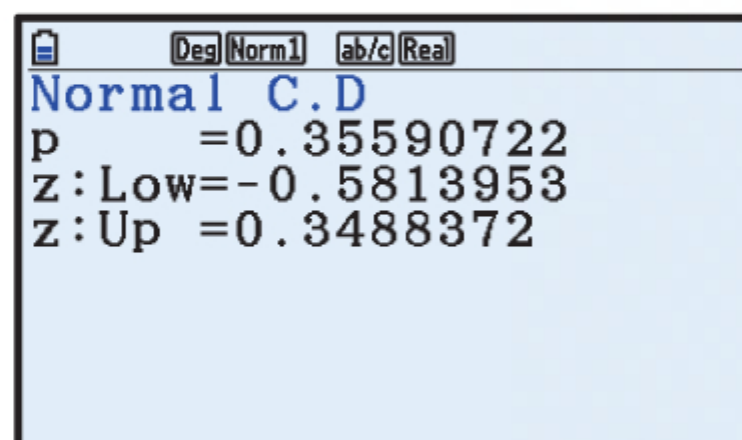 Deg Norm1 ab/c Real
Normal C.D
p =0.35590722
z:Low=-0.5813953
z:Up =0.3488372